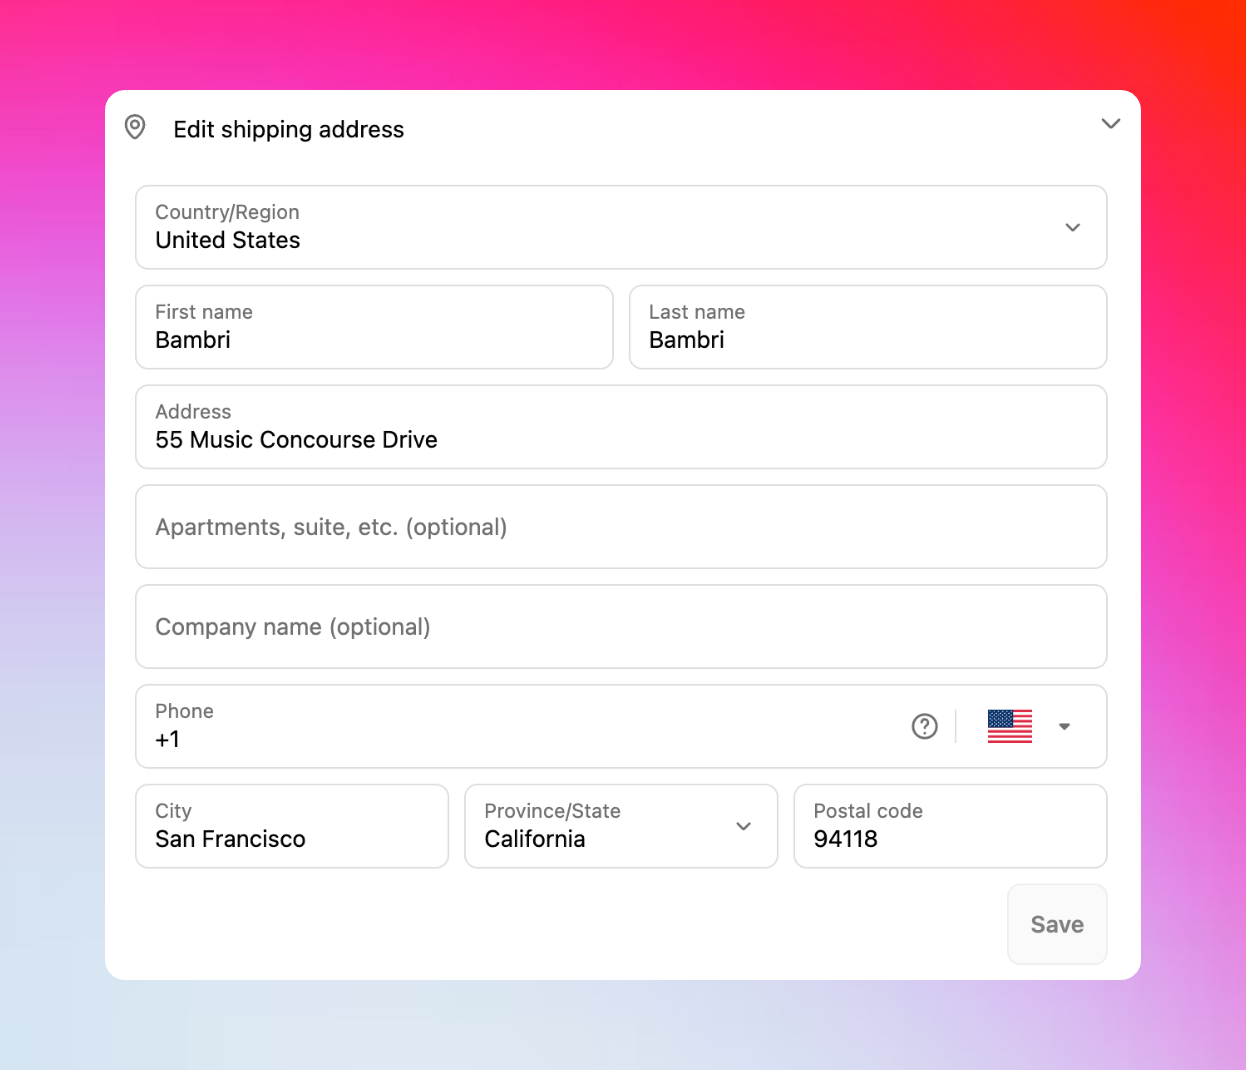 Edit shipping address
Country/Region
United States
First name
Bambri
Last name
Bambri
Address
55 Music Concourse Drive
Apartments, suite, etc. (optional)
Company name (optional)
Phone
+1
City
San Francisco
Province/State
California
Postal code
94118
Save